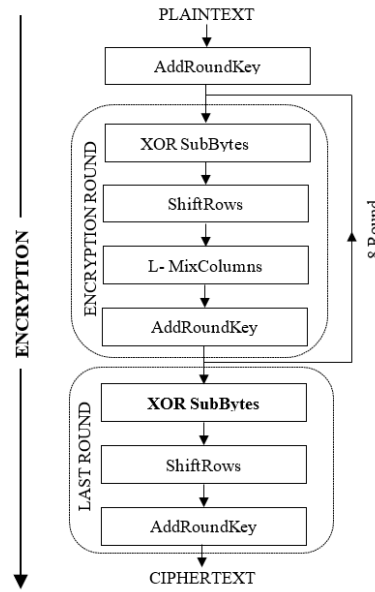 PLAINTEXT
AddRoundKey
XOR SubBytes
ShiftRows
L- MixColumns
AddRoundKey
ENCRYPTION ROUND
8 Round
ENCRYPTION
XOR SubBytes
ShiftRows
AddRoundKey
LAST ROUND
CIPHERTEXT